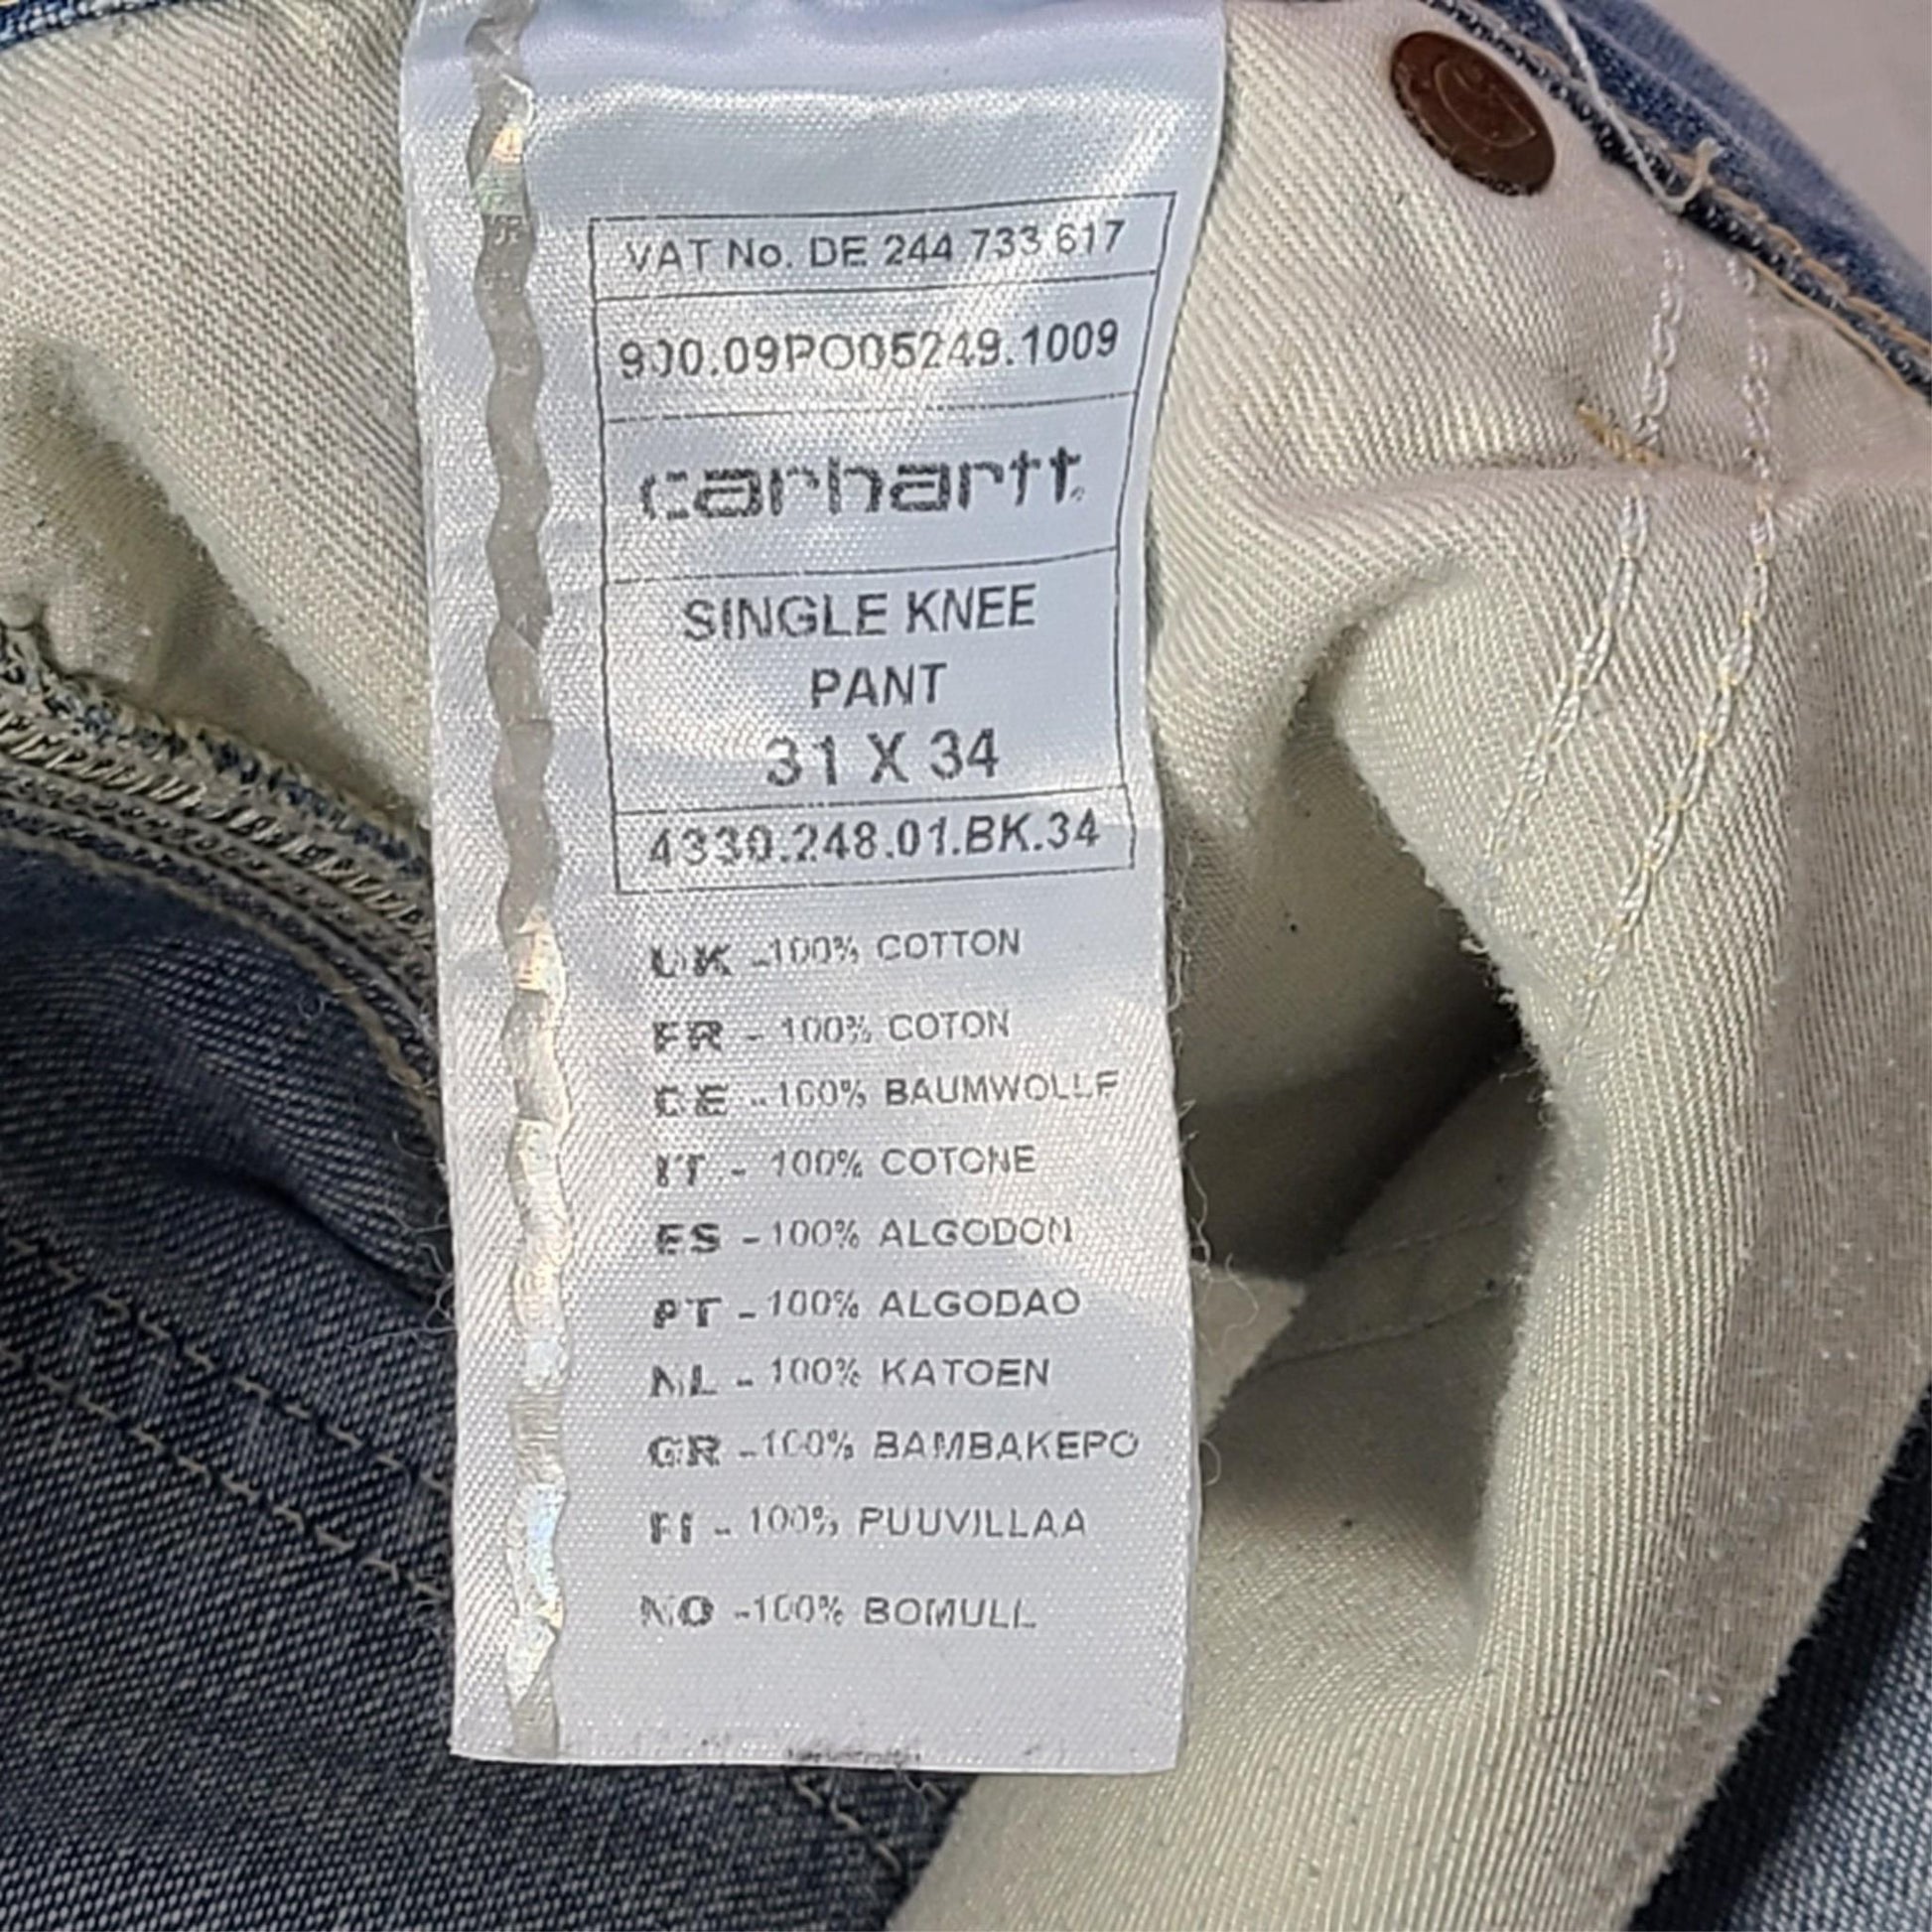 VAT No. DE 244 733 617
900.09PO05249.1009
carhartt
SINGLE KNEE
PANT
31 X 34
4330.248.01.BK.34
UK - 100% COTTON
FR - 100% COTON
DE - 100% BAUMWOLLE
IT - 100% COTONE
ES - 100% ALGODON
PT - 100% ALGODAO
NL - 100% KATOEN
GR - 100% BAMBAKEPO
FI - 100% PUUVILLAA
NO - 100% BOMULL